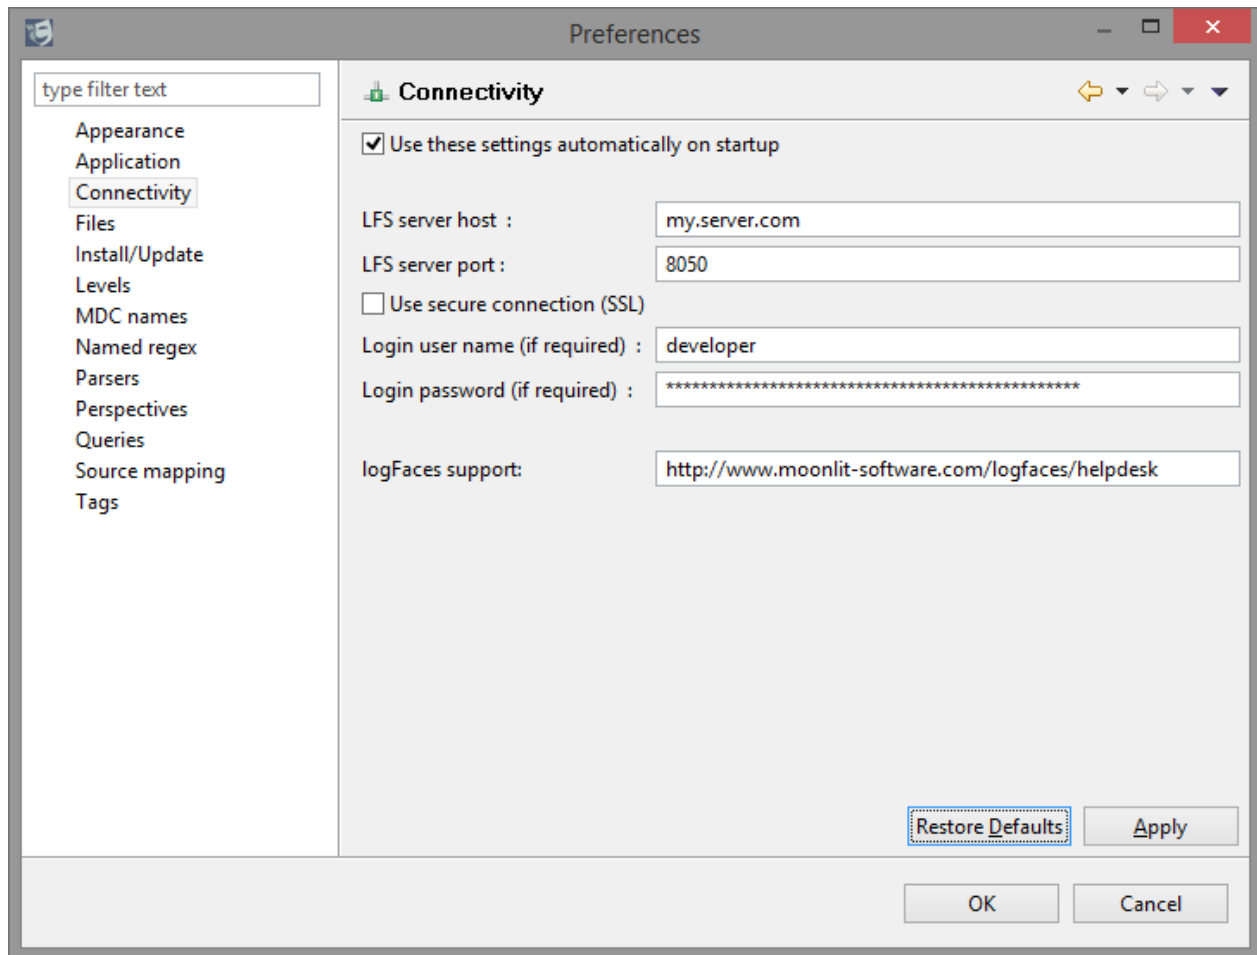 Preferences
type filter text
Appearance
Application
Connectivity
Files
Install/Update
Levels
MDC names
Named regex
Parsers
Perspectives
Queries
Source mapping
Tags
Connectivity
Use these settings automatically on startup
LFS server host : my.server.com
LFS server port : 8050
Use secure connection (SSL)
Login user name (if required) : developer
Login password (if required) : ************************************************
logFaces support: http://www.moonlit-software.com/logfaces/helpdesk
Restore Defaults Apply
OK Cancel